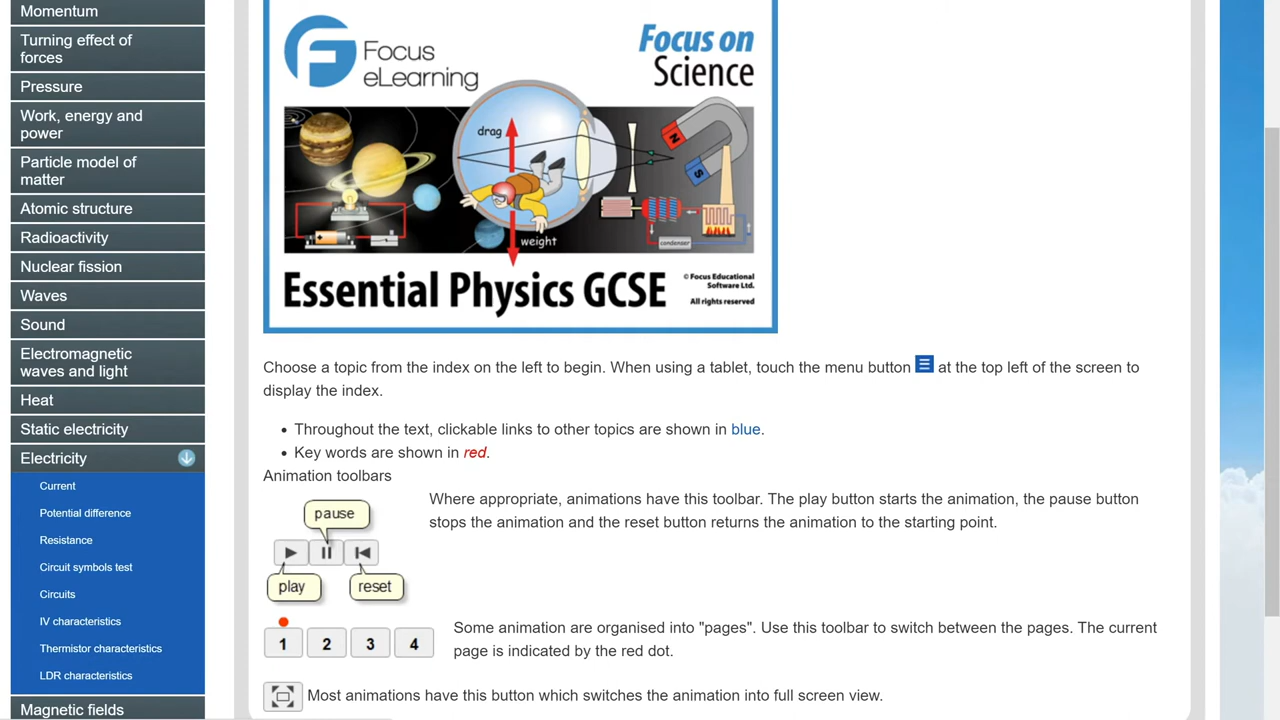 Momentum
Turning effect of
forces
Pressure
Work, energy and
power
Particle model of
matter
Atomic structure
Radioactivity
Nuclear fission
Waves
Sound
Electromagnetic
waves and light
Heat
Static electricity
Electricity
Current
Potential difference
Resistance
Circuit symbols test
Circuits
IV characteristics
Thermistor characteristics
LDR characteristics
Magnetic fields
Focus
eLearning
Focus on
Science
drag
weight
N
S
condenser
Essential Physics GCSE
© Focus Educational
Software Ltd.
All rights reserved
Choose a topic from the index on the left to begin. When using a tablet, touch the menu button at the top left of the screen to
display the index.
• Throughout the text, clickable links to other topics are shown in blue.
• Key words are shown in red.
Animation toolbars
pause
play
reset
Where appropriate, animations have this toolbar. The play button starts the animation, the pause button
stops the animation and the reset button returns the animation to the starting point.
1 2 3 4
Some animation are organised into "pages". Use this toolbar to switch between the pages. The current
page is indicated by the red dot.
Most animations have this button which switches the animation into full screen view.